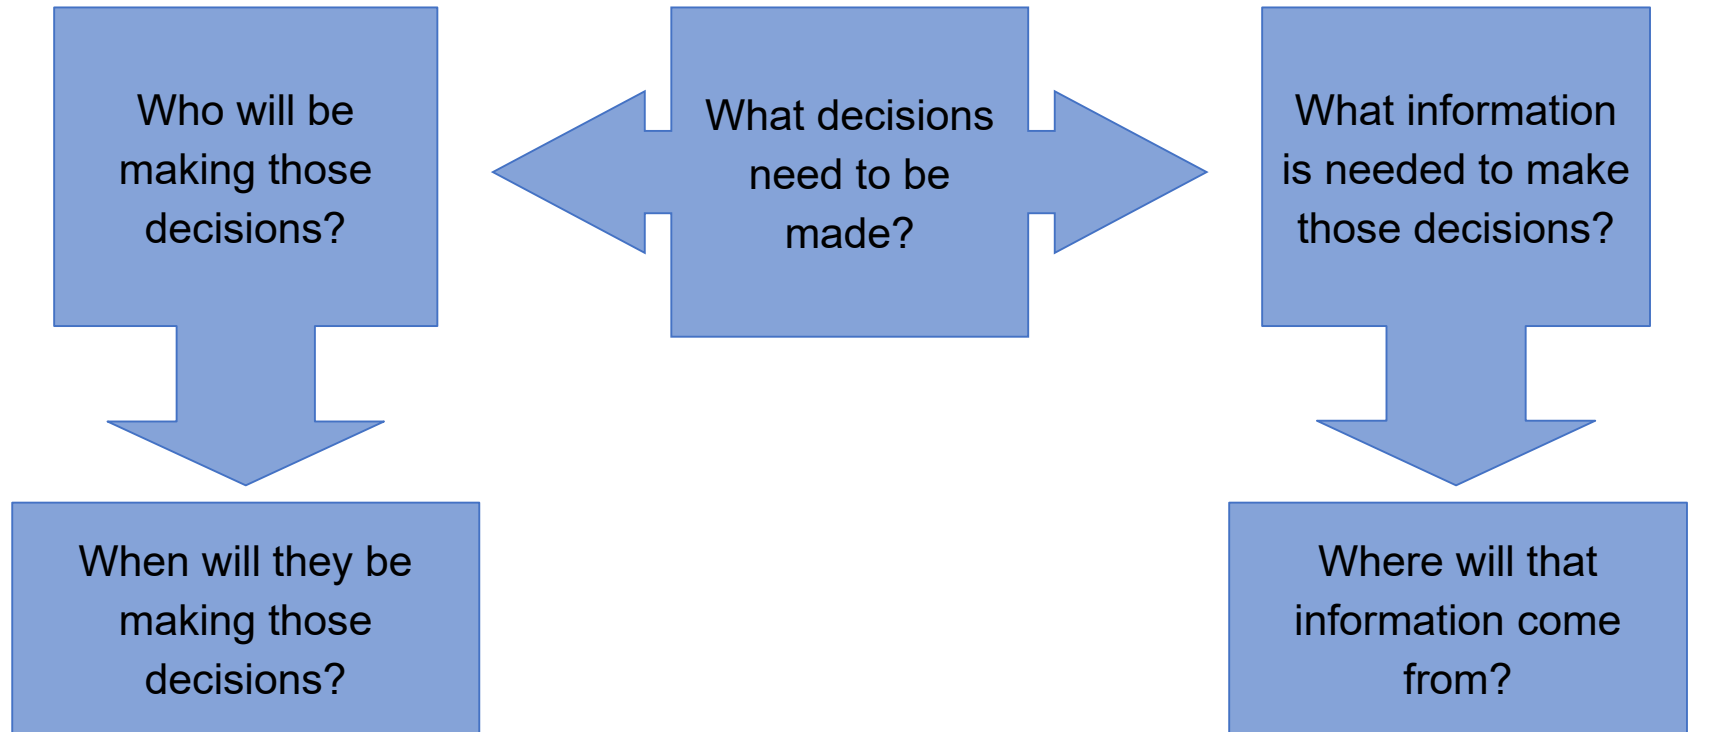 Who will be
making those
decisions?
What decisions
need to be
made?
What information
is needed to make
those decisions?
When will they be
making those
decisions?
Where will that
information come
from?